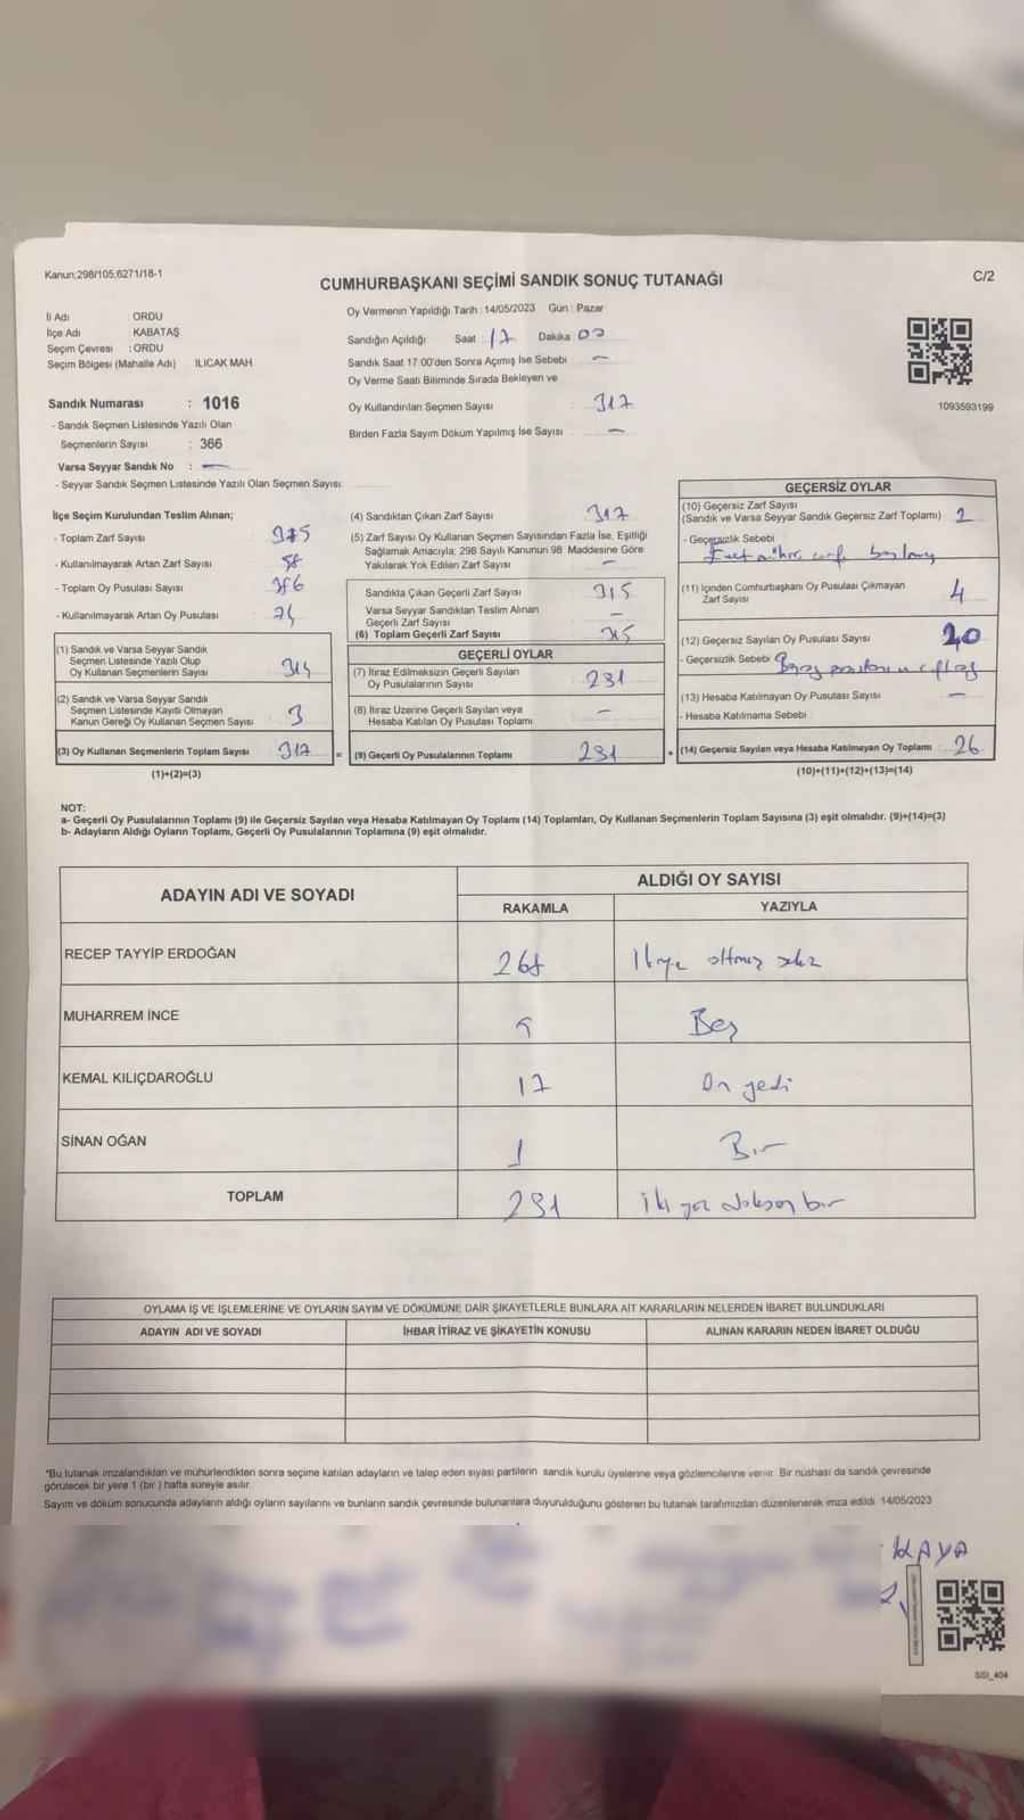 Kanun:298/105;6271/18-1
CUMHURBAŞKANI SEÇİMİ SANDIK SONUÇ TUTANAĞI
C/2
İl Adı ORDU
İlçe Adı KABATAŞ
Seçim Çevresi : ORDU
Seçim Bölgesi (Mahalle Adı) ILICAK MAH
Sandık Numarası : 1016
- Sandık Seçmen Listesinde Yazılı Olan
Seçmenlerin Sayısı : 366
Varsa Seyyar Sandık No : —
- Seyyar Sandık Seçmen Listesinde Yazılı Olan Seçmen Sayısı:
Oy Vermenin Yapıldığı Tarih : 14/05/2023 Gün : Pazar
Sandığın Açıldığı Saat : 17 Dakika 00
Sandık Saat 17:00'den Sonra Açılmış İse Sebebi —
Oy Verme Saati Bitiminde Sırada Bekleyen ve
Oy Kullandırılan Seçmen Sayısı : 317
Birden Fazla Sayım Döküm Yapılmış İse Sayısı —
1093593199
İlçe Seçim Kurulundan Teslim Alınan;
- Toplam Zarf Sayısı 375
- Kullanılmayarak Artan Zarf Sayısı 58
- Toplam Oy Pusulası Sayısı
- Kullanılmayarak Artan Oy Pusulası
(1) Sandık ve Varsa Seyyar Sandık
Seçmen Listesinde Yazılı Olup
Oy Kullanan Seçmenlerin Sayısı 314
(2) Sandık ve Varsa Seyyar Sandık
Seçmen Listesinde Kayıtlı Olmayan
Kanun Gereği Oy Kullanan Seçmen Sayısı 3
(3) Oy Kullanan Seçmenlerin Toplam Sayısı 317
(1)+(2)=(3)
(4) Sandıktan Çıkan Zarf Sayısı 317
(5) Zarf Sayısı Oy Kullanan Seçmen Sayısından Fazla İse, Eşitliği
Sağlamak Amacıyla; 298 Sayılı Kanunun 98. Maddesine Göre
Yakılarak Yok Edilen Zarf Sayısı —
Sandıkta Çıkan Geçerli Zarf Sayısı 315
Varsa Seyyar Sandıktan Teslim Alınan
Geçerli Zarf Sayısı —
(6) Toplam Geçerli Zarf Sayısı 315
GEÇERLİ OYLAR
(7) İtiraz Edilmeksizin Geçerli Sayılan
Oy Pusulalarının Sayısı 291
(8) İtiraz Üzerine Geçerli Sayılan veya
Hesaba Katılan Oy Pusulası Toplamı —
= (9) Geçerli Oy Pusulalarının Toplamı 291
GEÇERSİZ OYLAR
(10) Geçersiz Zarf Sayısı
(Sandık ve Varsa Seyyar Sandık Geçersiz Zarf Toplamı) 2
- Geçersizlik Sebebi
(11) İçinden Cumhurbaşkanı Oy Pusulası Çıkmayan
Zarf Sayısı 4
(12) Geçersiz Sayılan Oy Pusulası Sayısı 20
- Geçersizlik Sebebi
(13) Hesaba Katılmayan Oy Pusulası Sayısı —
- Hesaba Katılmama Sebebi
+ (14) Geçersiz Sayılan veya Hesaba Katılmayan Oy Toplamı 26
(10)+(11)+(12)+(13)=(14)
NOT:
a- Geçerli Oy Pusulalarının Toplamı (9) ile Geçersiz Sayılan veya Hesaba Katılmayan Oy Toplamı (14) Toplamları, Oy Kullanan Seçmenlerin Toplam Sayısına (3) eşit olmalıdır. (9)+(14)=(3)
b- Adayların Aldığı Oyların Toplamı, Geçerli Oy Pusulalarının Toplamına (9) eşit olmalıdır.
ADAYIN ADI VE SOYADI ALDIĞI OY SAYISI
RAKAMLA YAZIYLA
RECEP TAYYİP ERDOĞAN 268 İkiyüz altmış sekiz
MUHARREM İNCE 5 Beş
KEMAL KILIÇDAROĞLU 17 On yedi
SİNAN OĞAN 1 Bir
TOPLAM 291 iki yüz doksan bir
OYLAMA İŞ VE İŞLEMLERİNE VE OYLARIN SAYIM VE DÖKÜMÜNE DAİR ŞİKAYETLERLE BUNLARA AİT KARARLARIN NELERDEN İBARET BULUNDUKLARI
ADAYIN ADI VE SOYADI İHBAR İTİRAZ VE ŞİKAYETİN KONUSU ALINAN KARARIN NEDEN İBARET OLDUĞU
*Bu tutanak imzalandıktan ve mühürlendikten sonra seçime katılan adayların ve talep eden siyasi partilerin sandık kurulu üyelerine veya gözlemcilerine verilir. Bir nüshası da sandık çevresinde
görülecek bir yere 1 (bir ) hafta süreyle asılır.
Sayım ve döküm sonucunda adayların aldığı oyların sayılarını ve bunların sandık çevresinde bulunanlara duyurulduğunu gösteren bu tutanak tarafımızdan düzenlenerek imza edildi. 14/05/2023
KAYA
SSI_404